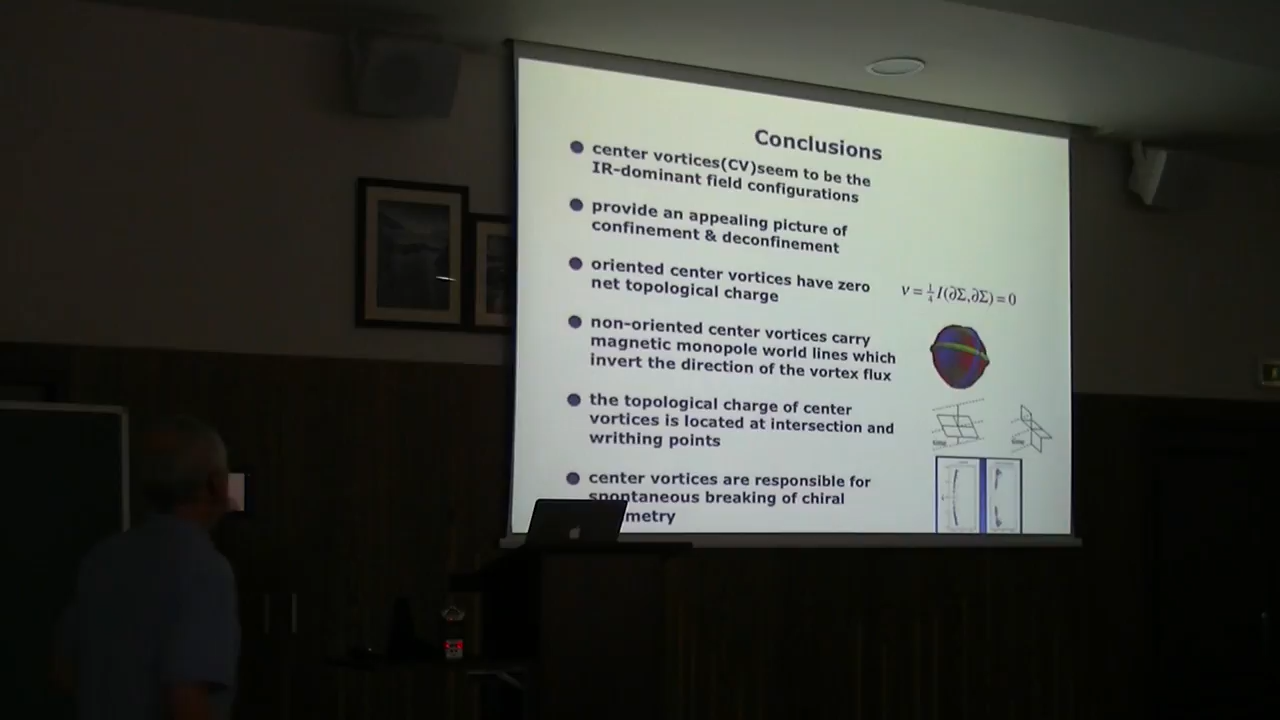 Conclusions
center vortices(CV)seem to be the
IR-dominant field configurations
provide an appealing picture of
confinement & deconfinement
oriented center vortices have zero
net topological charge
ν = 1/4 I(∂Σ,∂Σ) = 0
non-oriented center vortices carry
magnetic monopole world lines which
invert the direction of the vortex flux
the topological charge of center
vortices is located at intersection and
writhing points
center vortices are responsible for
spontaneous breaking of chiral
metry